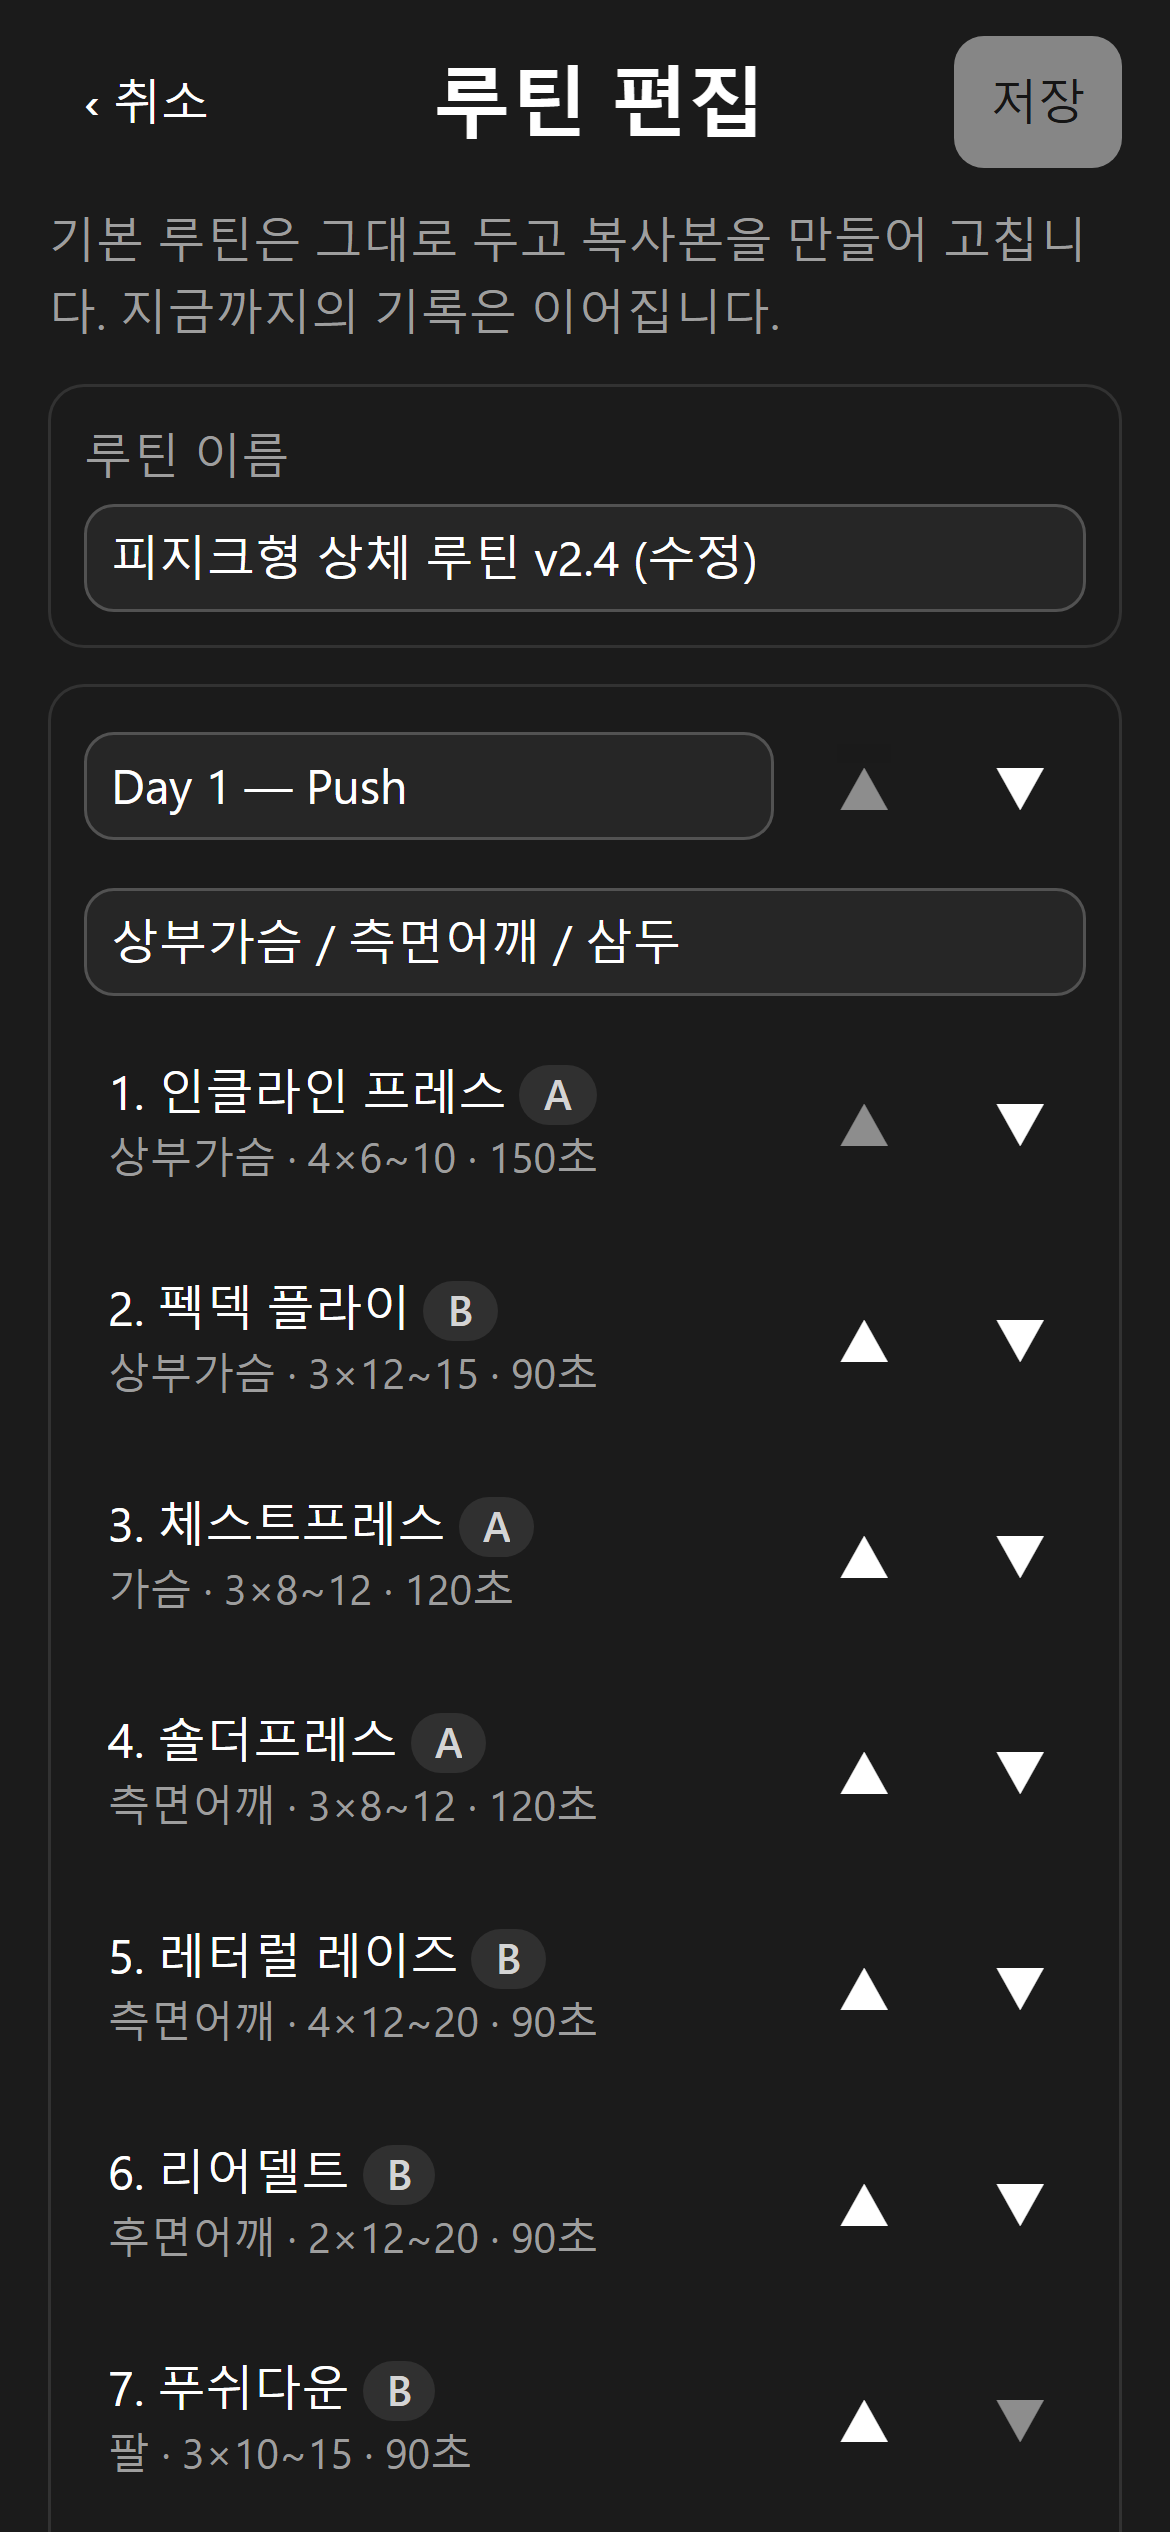 ‹ 취소
루틴 편집
저장
기본 루틴은 그대로 두고 복사본을 만들어 고칩니
다. 지금까지의 기록은 이어집니다.
루틴 이름
피지크형 상체 루틴 v2.4 (수정)
Day 1 — Push
▲ ▼
상부가슴 / 측면어깨 / 삼두
1. 인클라인 프레스 A
상부가슴 · 4×6~10 · 150초
▲ ▼
2. 펙덱 플라이 B
상부가슴 · 3×12~15 · 90초
▲ ▼
3. 체스트프레스 A
가슴 · 3×8~12 · 120초
▲ ▼
4. 숄더프레스 A
측면어깨 · 3×8~12 · 120초
▲ ▼
5. 레터럴 레이즈 B
측면어깨 · 4×12~20 · 90초
▲ ▼
6. 리어델트 B
후면어깨 · 2×12~20 · 90초
▲ ▼
7. 푸쉬다운 B
팔 · 3×10~15 · 90초
▲ ▼